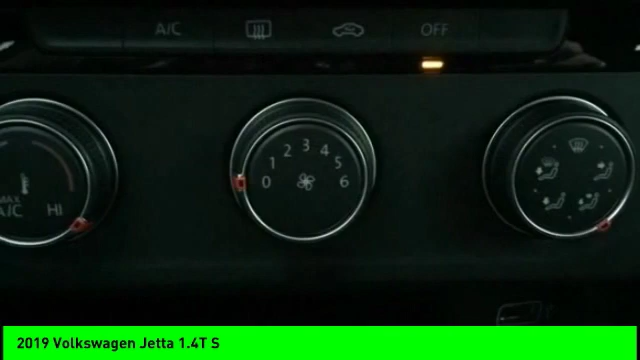 A/C OFF
3
2 4
1 5
0 6
MAX
A/C HI
2019 Volkswagen Jetta 1.4T S